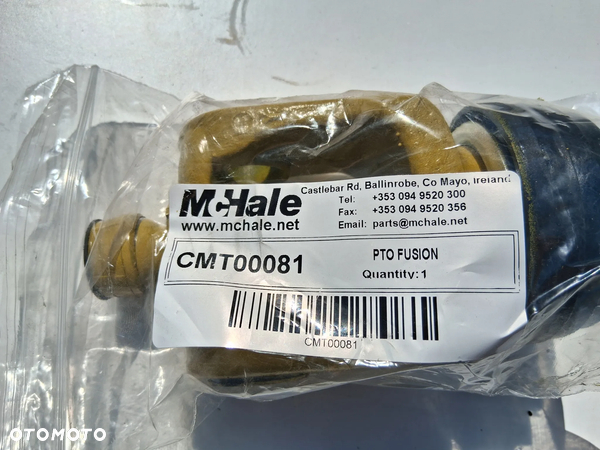 McHale
www.mchale.net
Castlebar Rd, Ballinrobe, Co Mayo, Ireland
Tel: +353 094 9520 300
Fax: +353 094 9520 356
Email: parts@mchale.net
CMT00081
PTO FUSION
Quantity:1
CMT00081
OTOMOTO